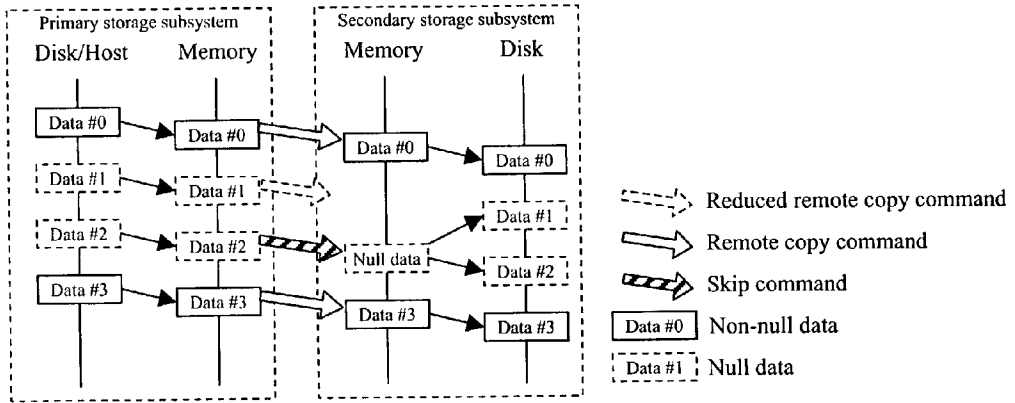 Primary storage subsystem
Secondary storage subsystem
Disk/Host
Memory
Memory
Disk
Data #0
Data #0
Data #0
Data #0
Data #1
Data #1
Data #1
Data #2
Data #2
Null data
Data #2
Data #3
Data #3
Data #3
Data #3
Reduced remote copy command
Remote copy command
Skip command
Data #0 Non-null data
Data #1 Null data